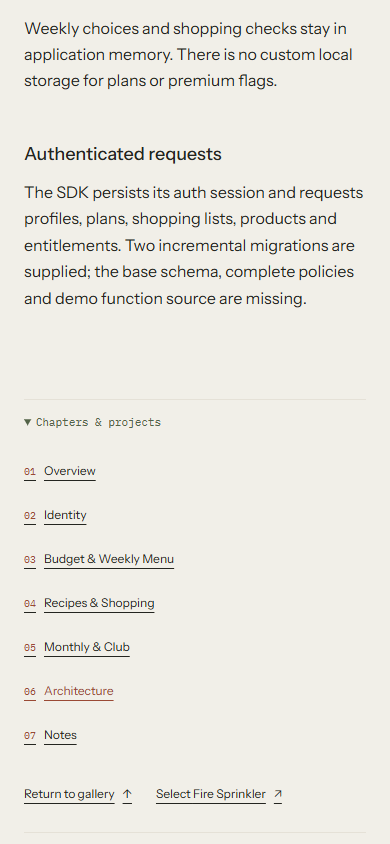 Weekly choices and shopping checks stay in
application memory. There is no custom local
storage for plans or premium flags.
Authenticated requests
The SDK persists its auth session and requests
profiles, plans, shopping lists, products and
entitlements. Two incremental migrations are
supplied; the base schema, complete policies
and demo function source are missing.
▼ Chapters & projects
01 Overview
02 Identity
03 Budget & Weekly Menu
04 Recipes & Shopping
05 Monthly & Club
06 Architecture
07 Notes
Return to gallery ↑ Select Fire Sprinkler ↗